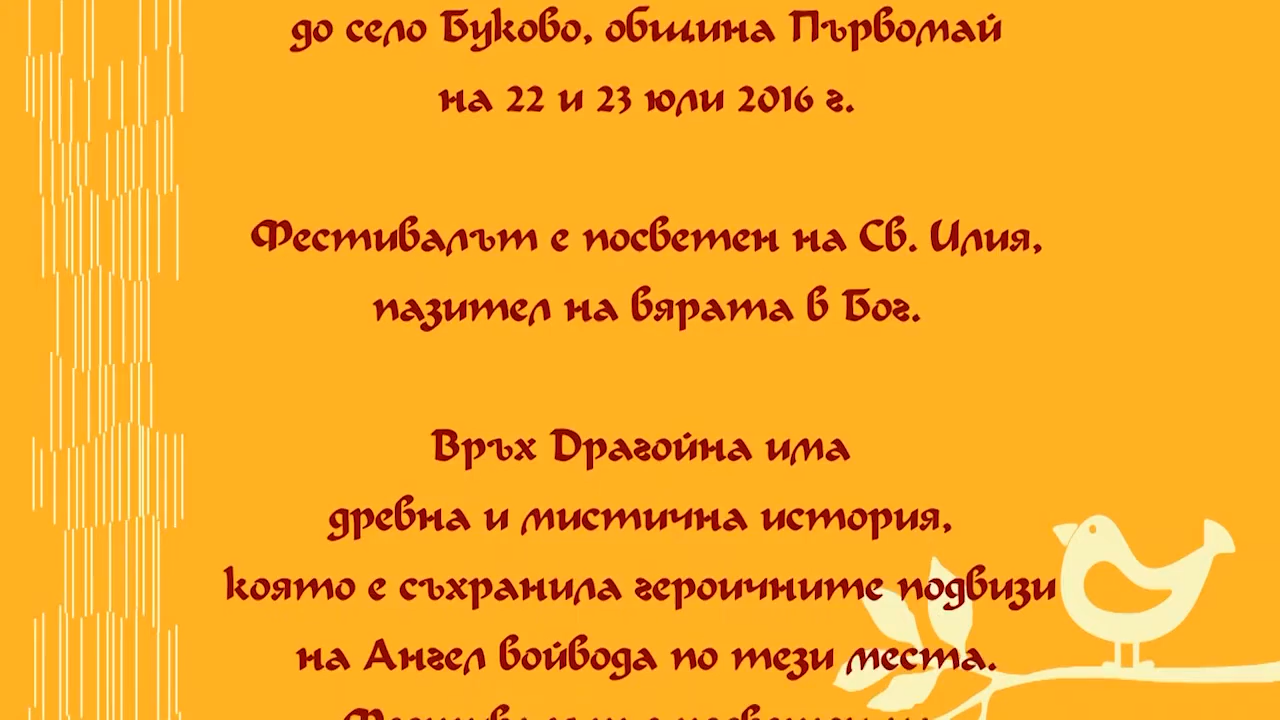 до село Буково, община Първомай
на 22 и 23 юли 2016 г.
Фестивалът е посветен на Св. Илия,
пазител на вярата в Бог.
Връх Драгойна има
древна и мистична история,
която е съхранила героичните подвизи
на Ангел войвода по тези места.